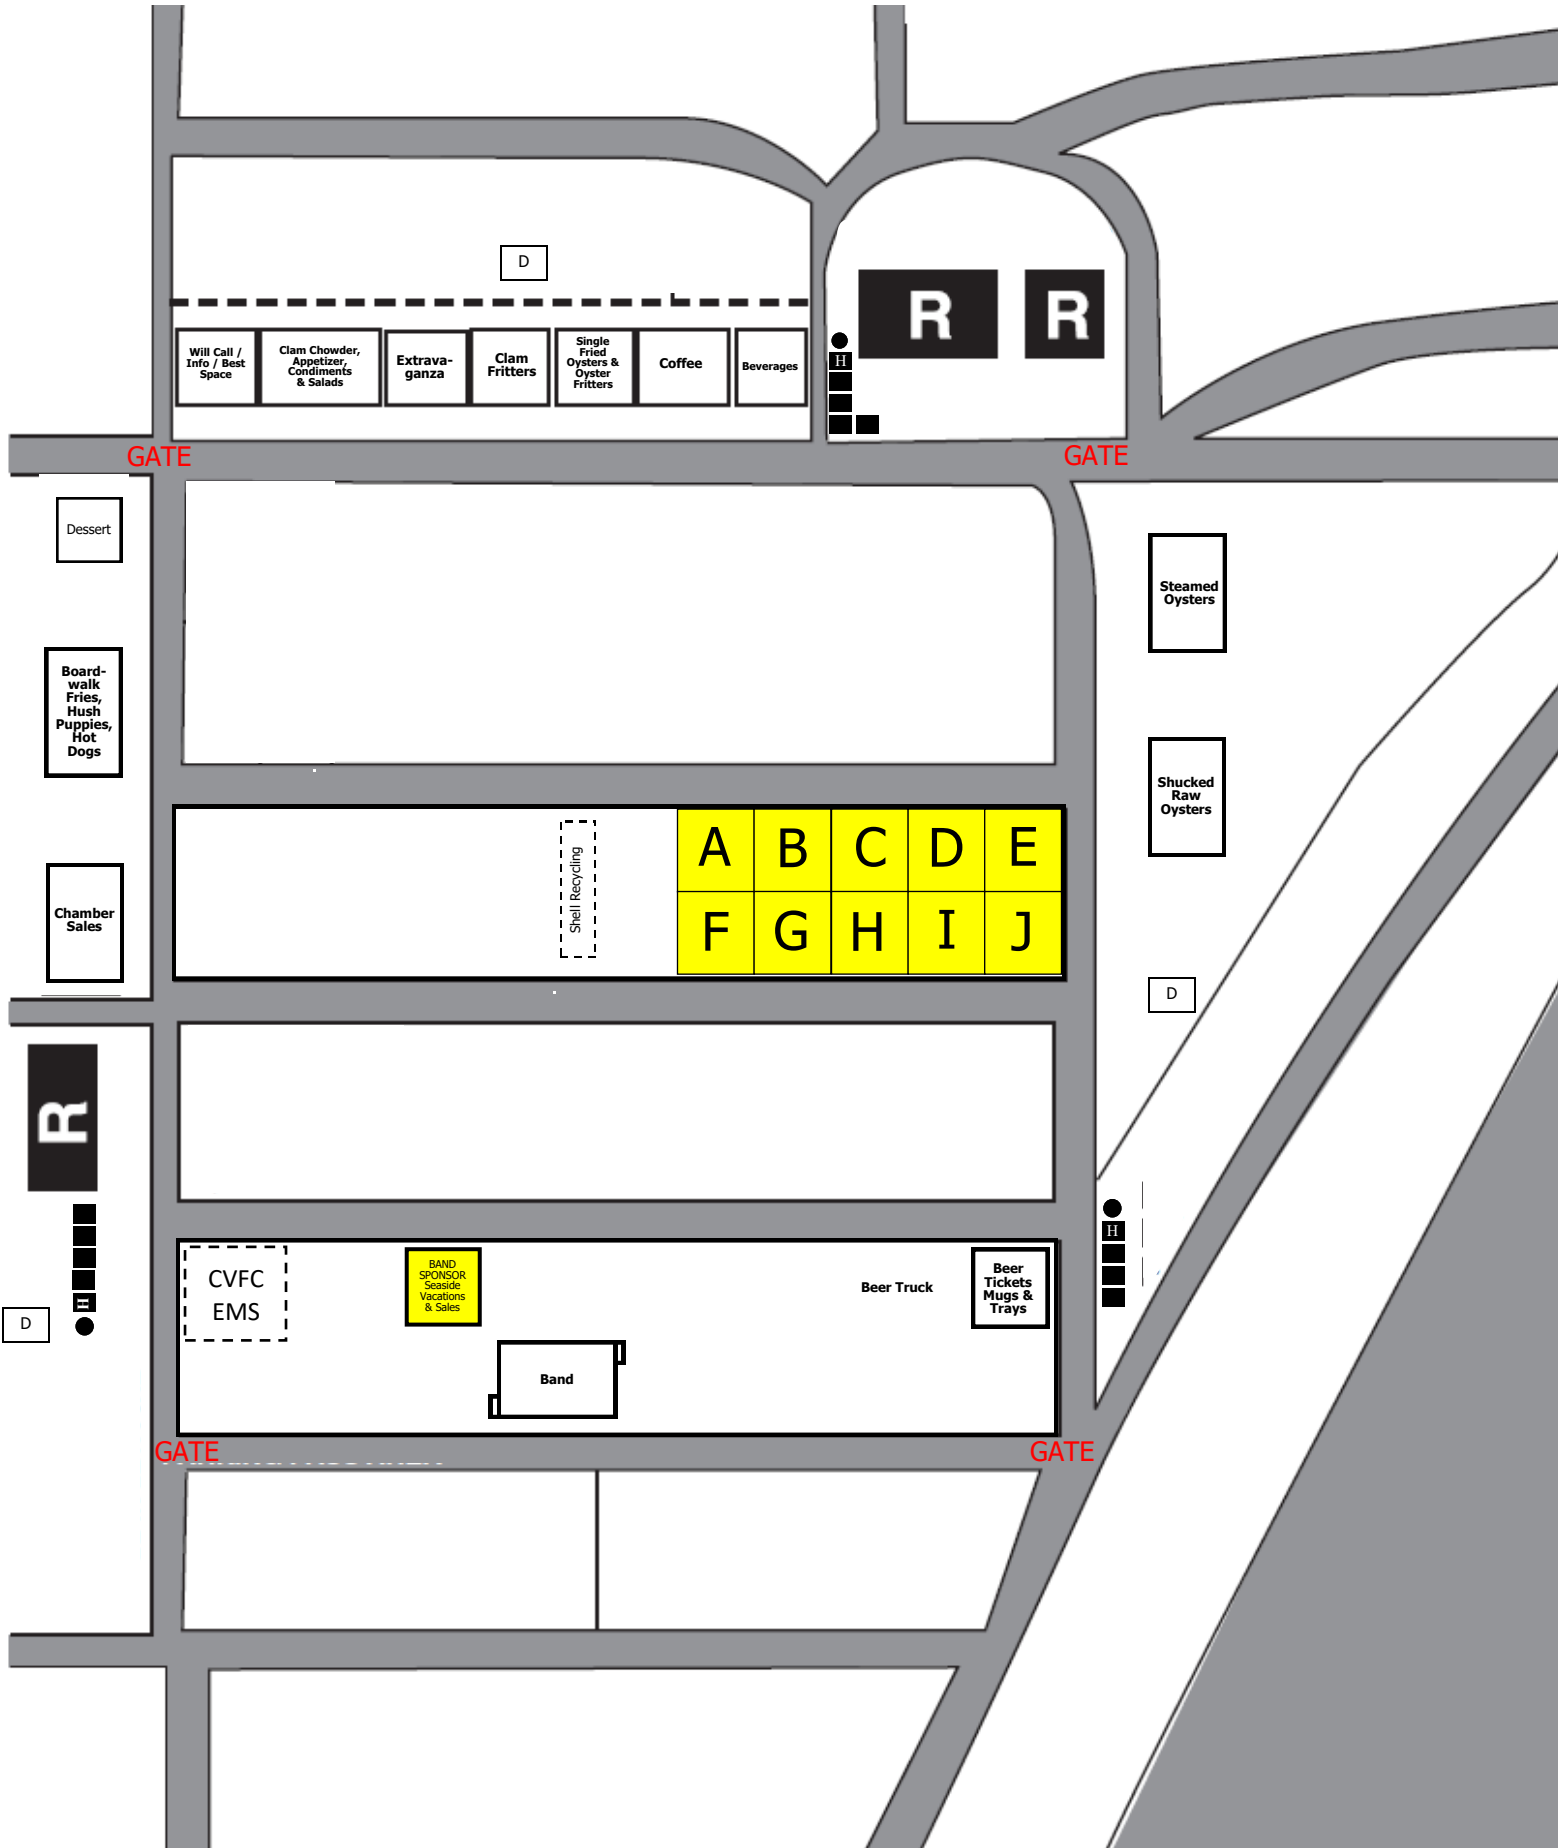 D
R R
Will Call /
Info / Best
Space
Clam Chowder,
Appetizer,
Condiments
& Salads
Extrava-
ganza
Clam
Fritters
Single
Fried
Oysters &
Oyster
Fritters
Coffee
Beverages
H
GATE
GATE
Dessert
Steamed
Oysters
Board-
walk
Fries,
Hush
Puppies,
Hot
Dogs
Shucked
Raw
Oysters
Shell Recycling
A B C D E
F G H I J
Chamber
Sales
D
R
H
D
H
CVFC
EMS
BAND
SPONSOR
Seaside
Vacations
& Sales
Beer Truck
Beer
Tickets
Mugs &
Trays
Band
GATE
GATE